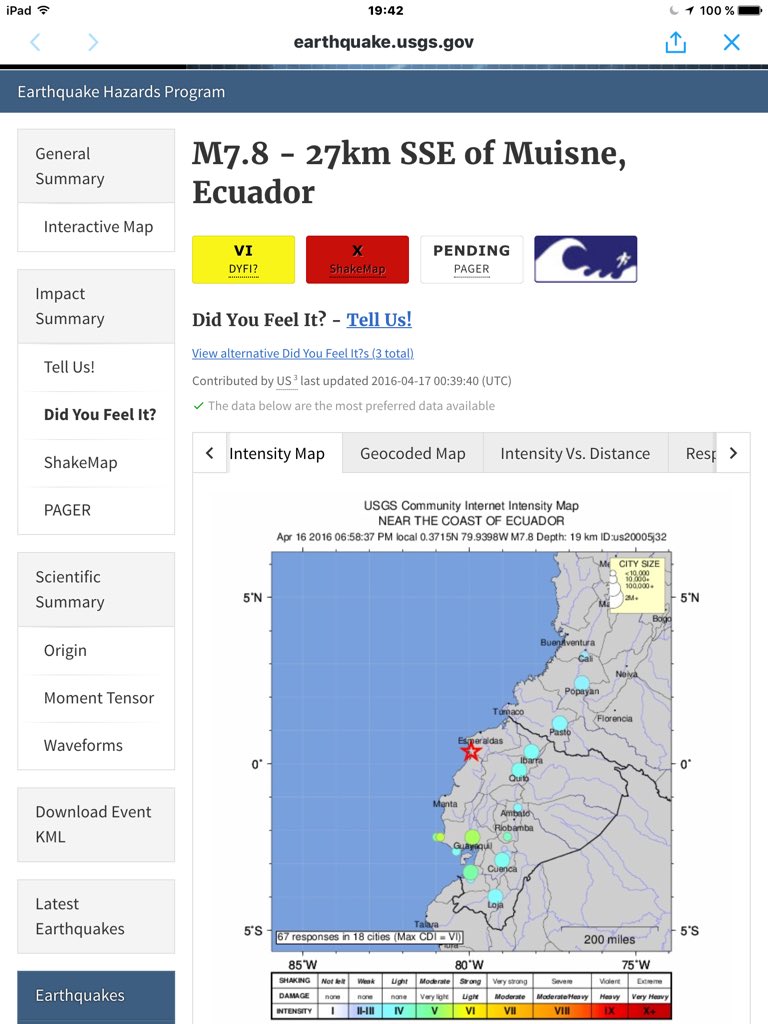 iPad 19:42 100 %
earthquake.usgs.gov
Earthquake Hazards Program
General
Summary
Interactive Map
Impact
Summary
Tell Us!
Did You Feel It?
ShakeMap
PAGER
Scientific
Summary
Origin
Moment Tensor
Waveforms
Download Event
KML
Latest
Earthquakes
Earthquakes
M7.8 - 27km SSE of Muisne,
Ecuador
VI X PENDING
DYFI? ShakeMap PAGER
Did You Feel It? - Tell Us!
View alternative Did You Feel It?s (3 total)
Contributed by US 3 last updated 2016-04-17 00:39:40 (UTC)
The data below are the most preferred data available
Intensity Map Geocoded Map Intensity Vs. Distance Resp
USGS Community Internet Intensity Map
NEAR THE COAST OF ECUADOR
Apr 16 2016 06:58:37 PM local 0.3715N 79.9398W M7.8 Depth: 19 km ID:us20005j32
Me CITY SIZE
<10,000
10,000+
100,000+
2M+
Ma
5°N 5°N
Bogo
Buenaventura
Cali
Neiva
Popayan
Tumaco
Florencia
Pasto
Esmeraldas
0° 0°
Ibarra
Quito
Manta
Ambato
Riobamba
Guayaquil
Cuenca
Loja
Talara
5°S 5°S
67 responses in 18 cities (Max CDI = VI)
200 miles
85°W 80°W 75°W
SHAKING Not felt Weak Light Moderate Strong Very strong Severe Violent Extreme
DAMAGE none none none Very light Light Moderate Moderate/Heavy Heavy Very Heavy
INTENSITY I II-III IV V VI VII VIII IX X+